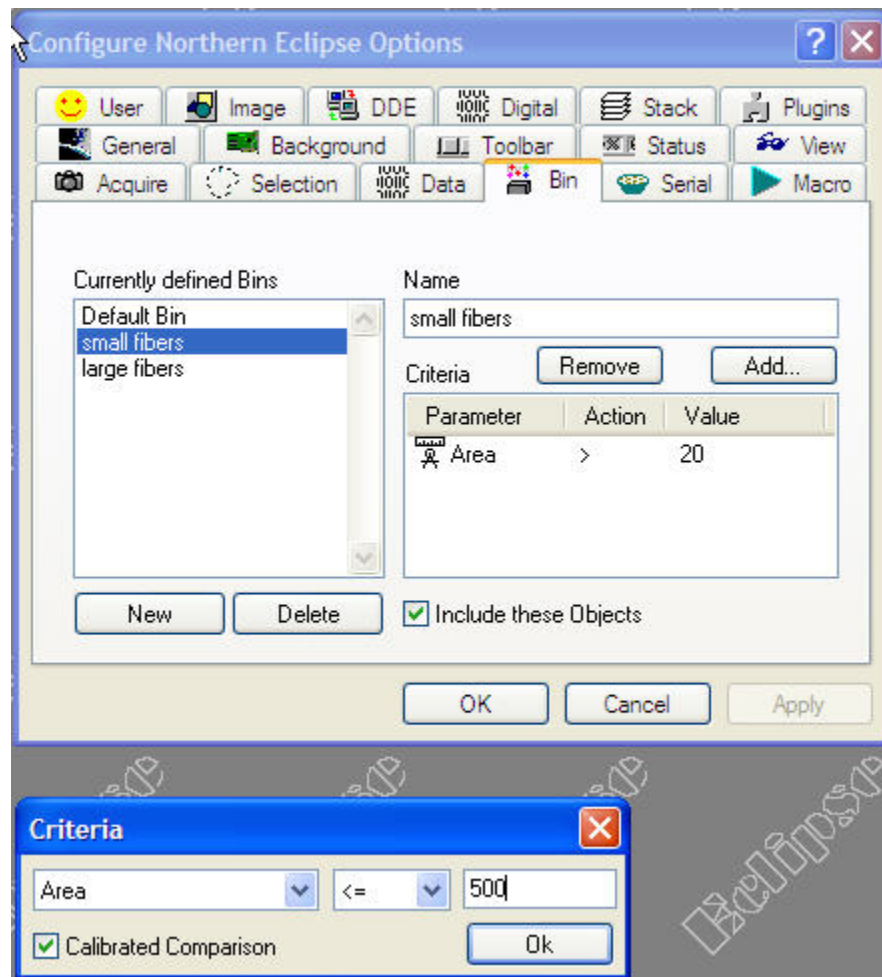 Configure Northern Eclipse Options
User Image DDE Digital Stack Plugins
General Background Toolbar Status View
Acquire Selection Data Bin Serial Macro
Currently defined Bins
Default Bin
small fibers
large fibers
New Delete
Name
small fibers
Criteria Remove Add...
Parameter Action Value
Area > 20
Include these Objects
OK Cancel Apply
Criteria
Area <= 500
Calibrated Comparison Ok
Eclipse